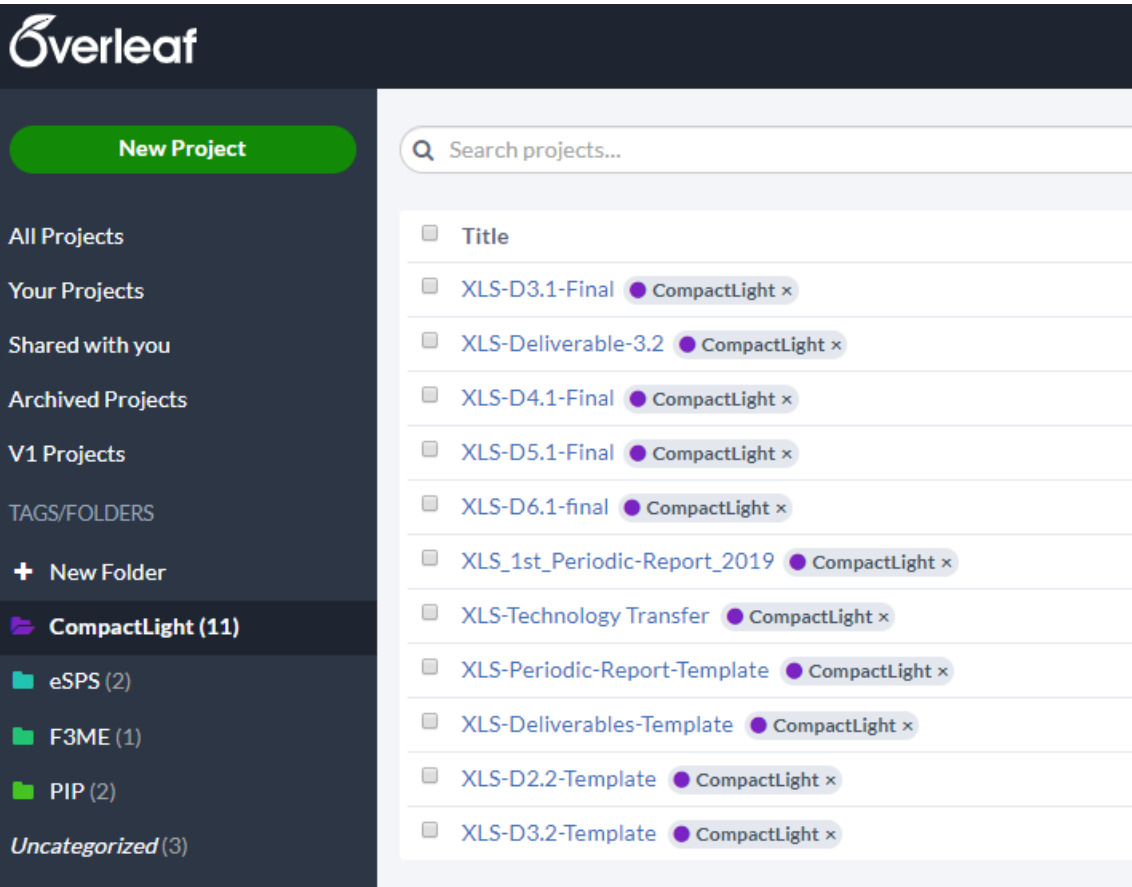 Overleaf
New Project
All Projects
Your Projects
Shared with you
Archived Projects
V1 Projects
TAGS/FOLDERS
+ New Folder
CompactLight (11)
eSPS (2)
F3ME (1)
PIP (2)
Uncategorized (3)
Search projects...
Title
XLS-D3.1-Final CompactLight ×
XLS-Deliverable-3.2 CompactLight ×
XLS-D4.1-Final CompactLight ×
XLS-D5.1-Final CompactLight ×
XLS-D6.1-final CompactLight ×
XLS_1st_Periodic-Report_2019 CompactLight ×
XLS-Technology Transfer CompactLight ×
XLS-Periodic-Report-Template CompactLight ×
XLS-Deliverables-Template CompactLight ×
XLS-D2.2-Template CompactLight ×
XLS-D3.2-Template CompactLight ×